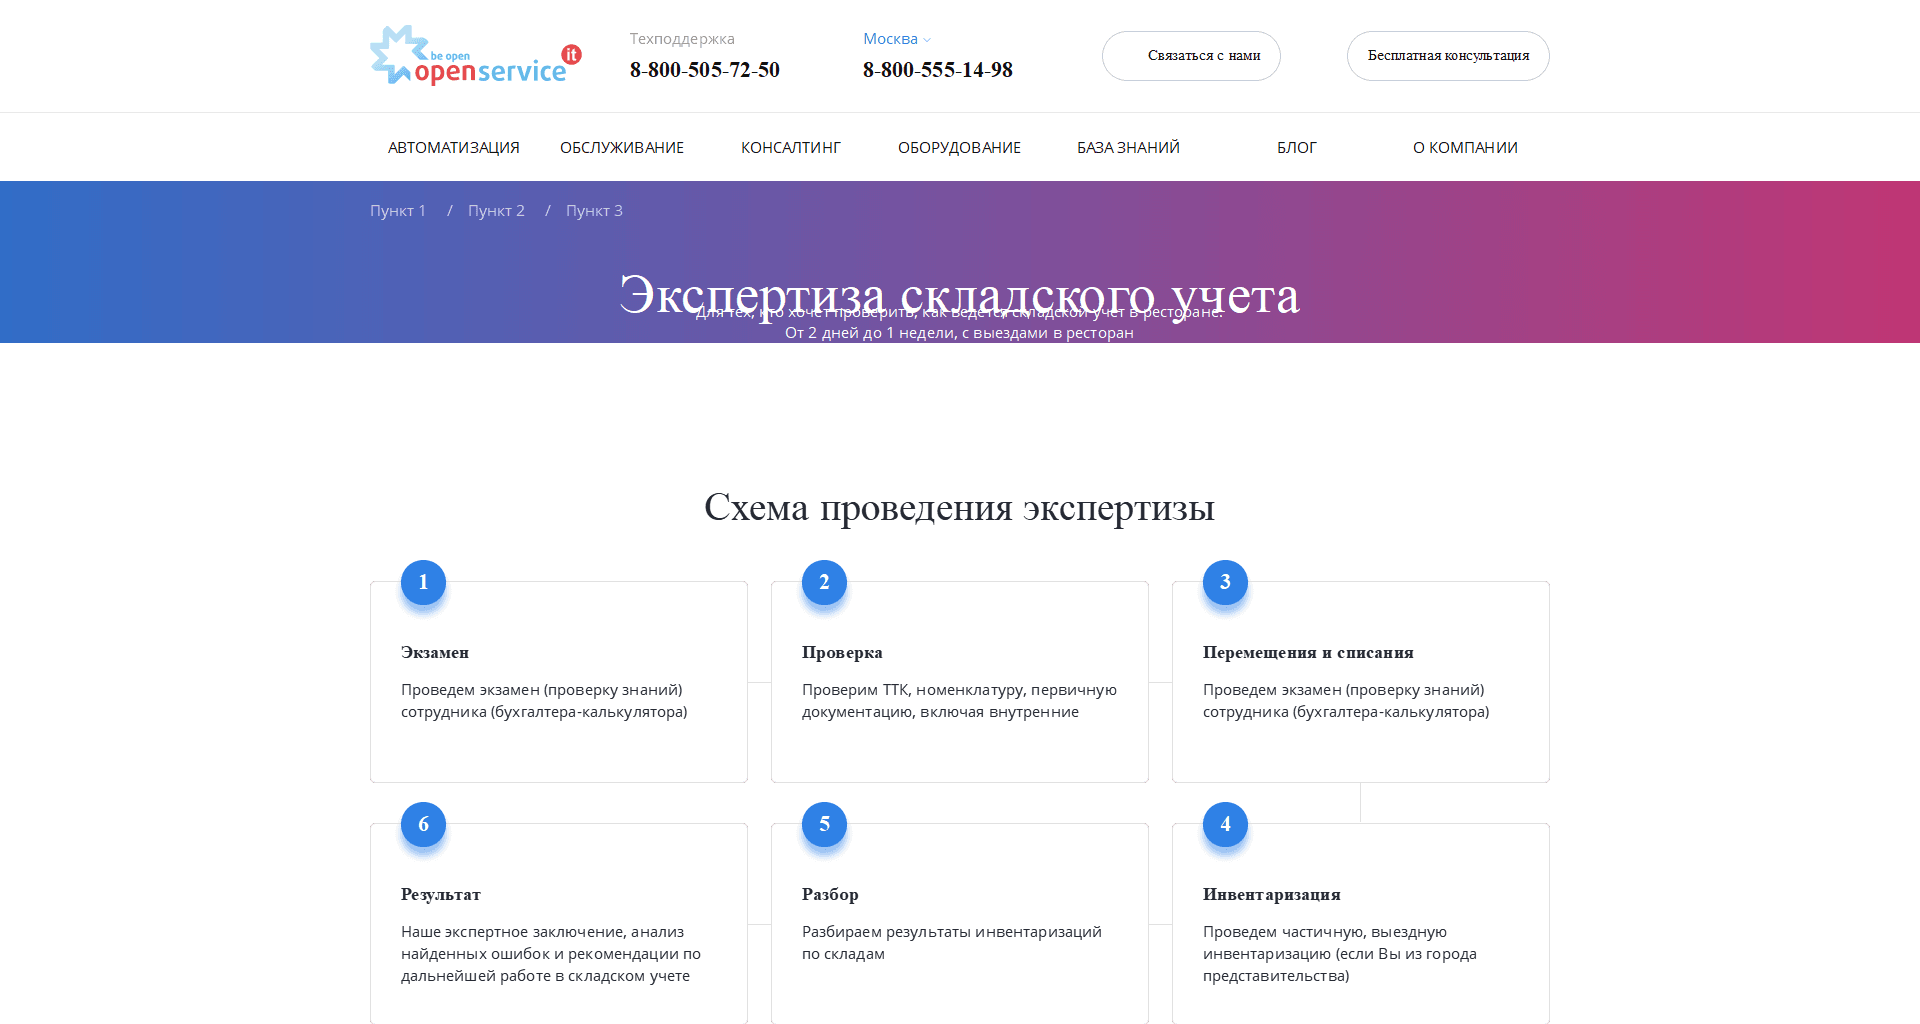 be open
openservice it
Техподдержка
8-800-505-72-50
Москва
8-800-555-14-98
Связаться с нами
Бесплатная консультация
АВТОМАТИЗАЦИЯ ОБСЛУЖИВАНИЕ КОНСАЛТИНГ ОБОРУДОВАНИЕ БАЗА ЗНАНИЙ БЛОГ О КОМПАНИИ
Пункт 1 / Пункт 2 / Пункт 3
Экспертиза складского учета
Для тех, кто хочет проверить, как ведется складской учет в ресторане.
От 2 дней до 1 недели, с выездами в ресторан
Схема проведения экспертизы
1
Экзамен
Проведем экзамен (проверку знаний)
сотрудника (бухгалтера-калькулятора)
2
Проверка
Проверим ТТК, номенклатуру, первичную
документацию, включая внутренние
3
Перемещения и списания
Проведем экзамен (проверку знаний)
сотрудника (бухгалтера-калькулятора)
6
Результат
Наше экспертное заключение, анализ
найденных ошибок и рекомендации по
дальнейшей работе в складском учете
5
Разбор
Разбираем результаты инвентаризаций
по складам
4
Инвентаризация
Проведем частичную, выездную
инвентаризацию (если Вы из города
представительства)